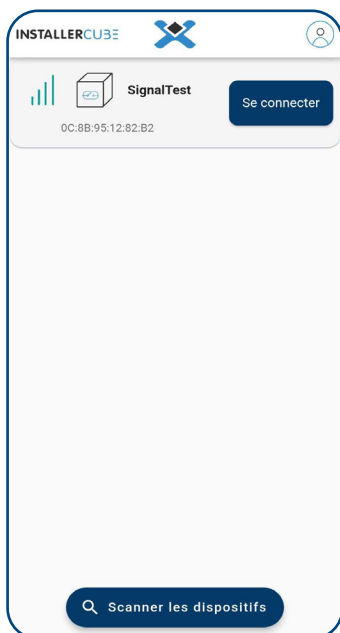 INSTALLERCUBE
SignalTest
Se connecter
0C:8B:95:12:82:B2
Scanner les dispositifs